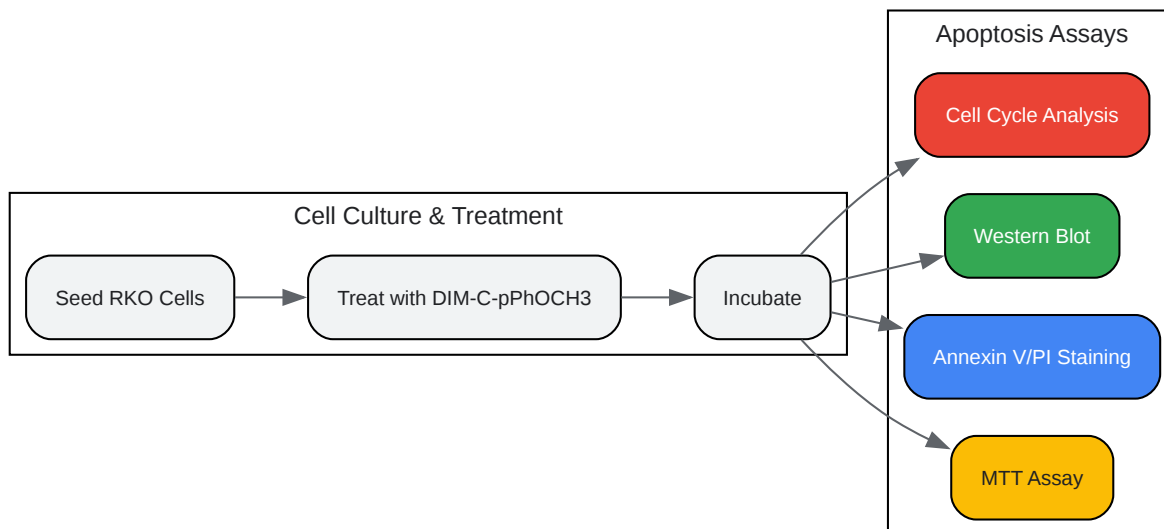 Apoptosis Assays
Cell Cycle Analysis
Cell Culture & Treatment
Western Blot
Seed RKO Cells
Treat with DIM-C-pPhOCH3
Incubate
Annexin V/PI Staining
MTT Assay